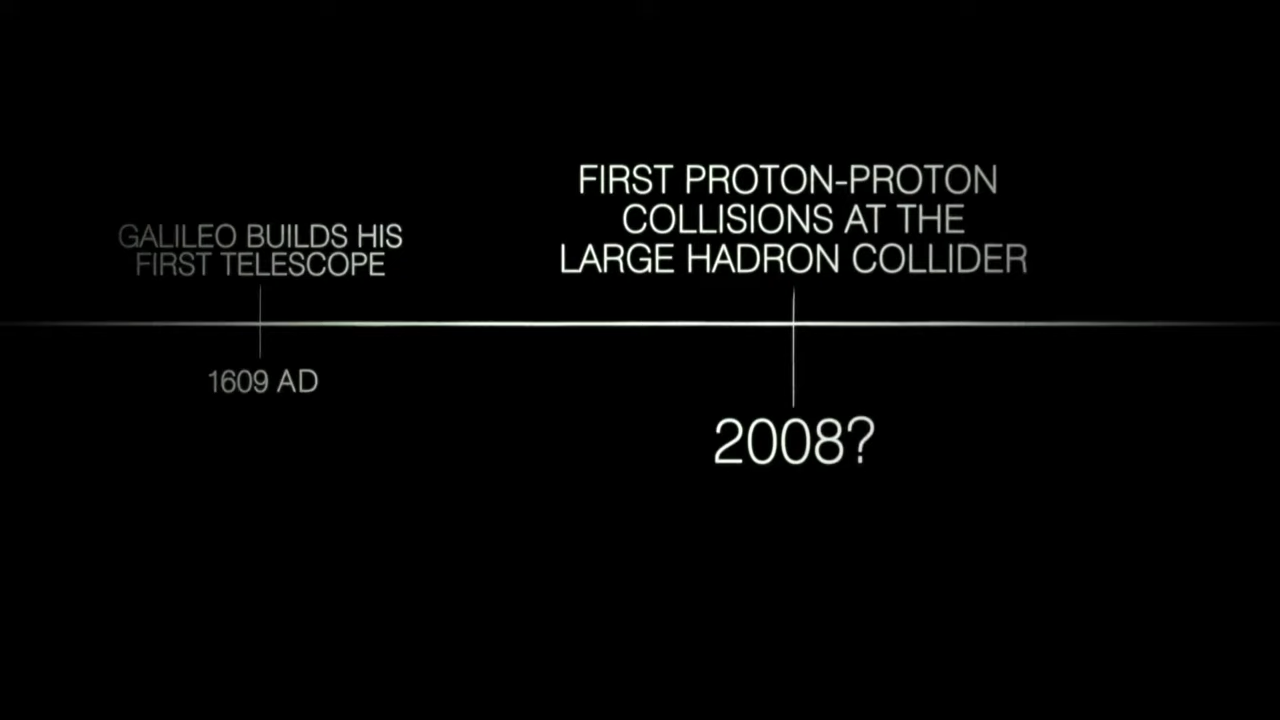 GALILEO BUILDS HIS
FIRST TELESCOPE
1609 AD
FIRST PROTON-PROTON
COLLISIONS AT THE
LARGE HADRON COLLIDER
2008?